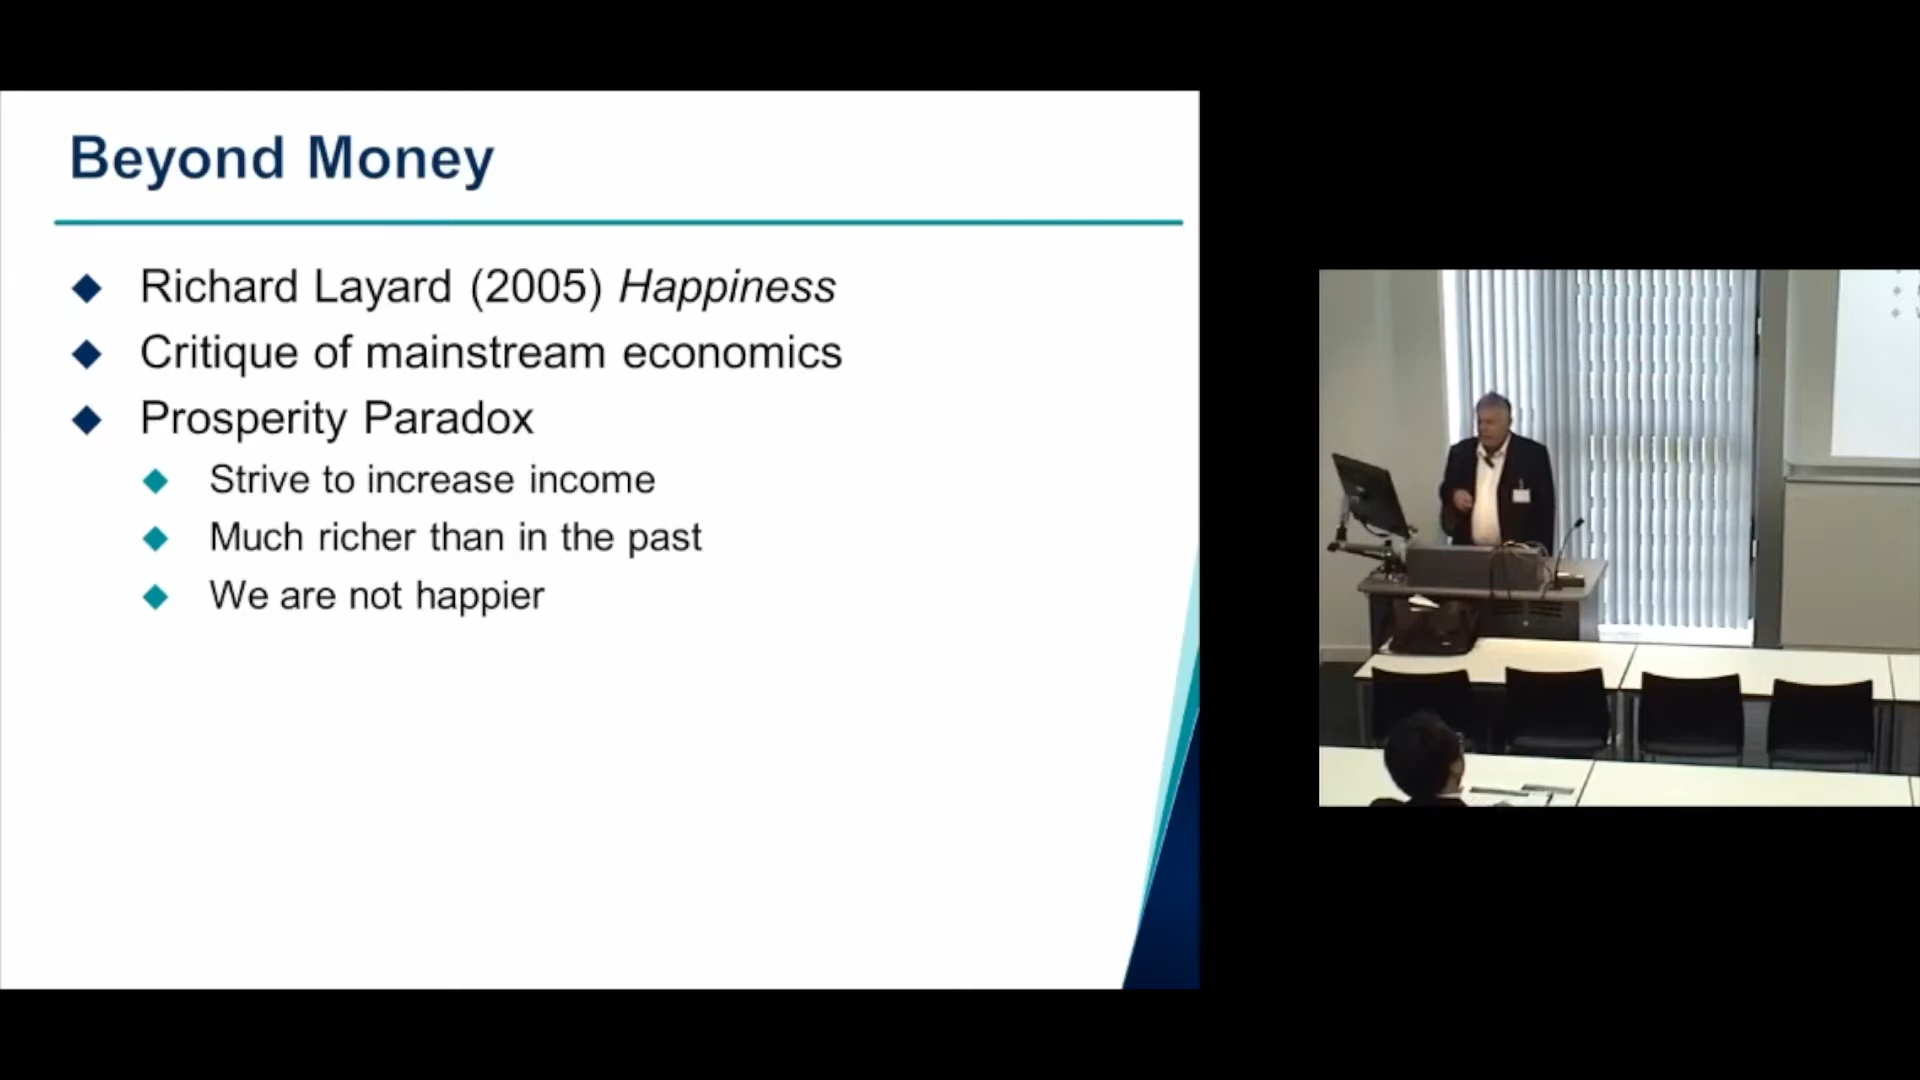 Beyond Money
Richard Layard (2005) Happiness
Critique of mainstream economics
Prosperity Paradox
Strive to increase income
Much richer than in the past
We are not happier